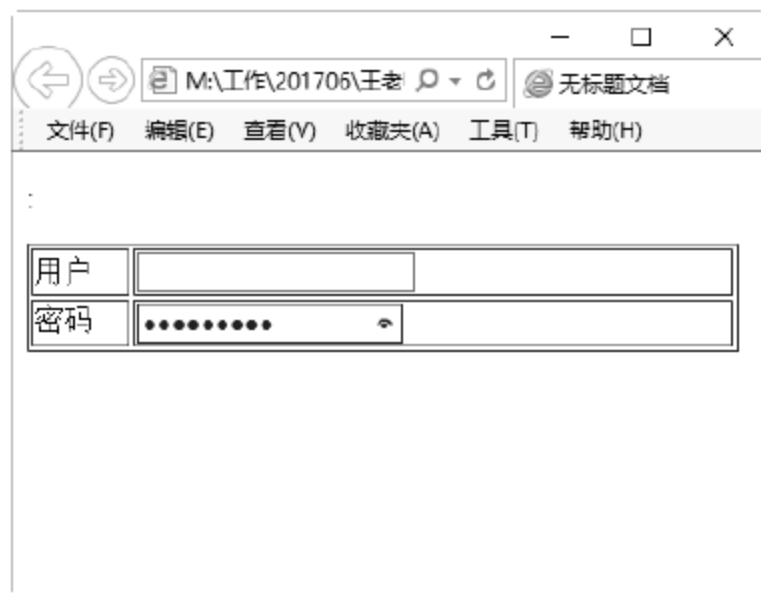 M:\工作\201706\王老
无标题文档
文件(F) 编辑(E) 查看(V) 收藏夹(A) 工具(T) 帮助(H)
:
用户
密码 •••••••••